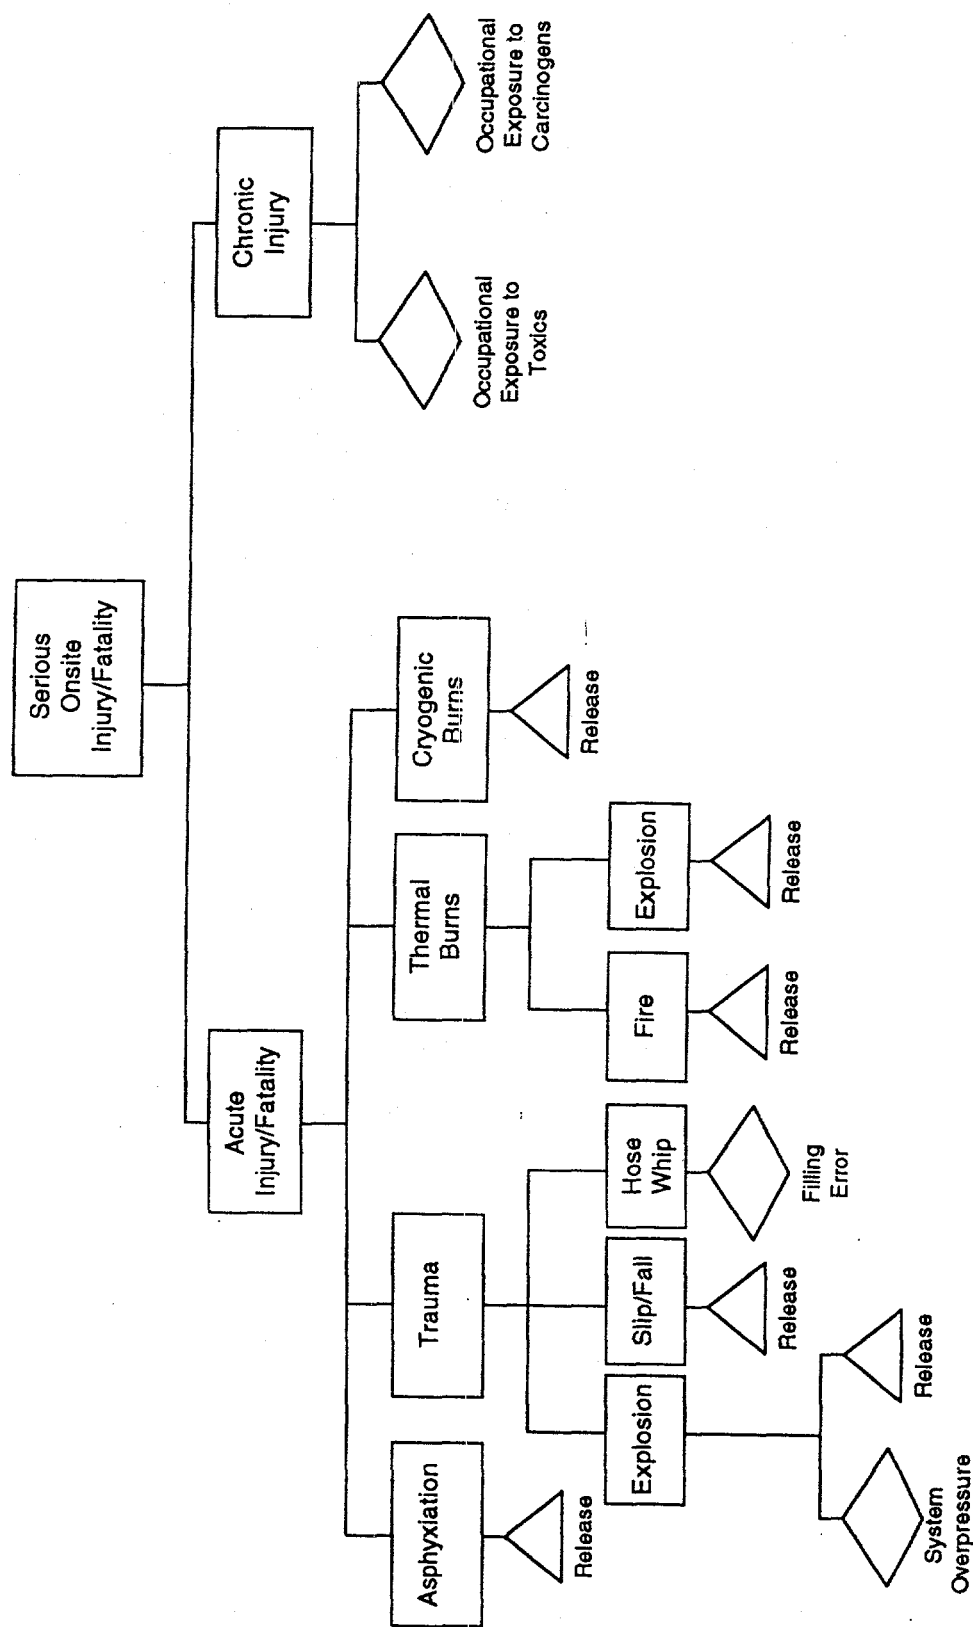 Serious
Onsite
Injury/Fatality
Acute
Injury/Fatality
Chronic
Injury
Asphyxiation
Trauma
Thermal
Burns
Cryogenic
Burns
Occupational
Exposure to
Toxics
Occupational
Exposure to
Carcinogens
Release
Explosion
Slip/Fall
Hose
Whip
Fire
Explosion
Release
Release
Filling
Error
Release
Release
System
Overpressure
Release